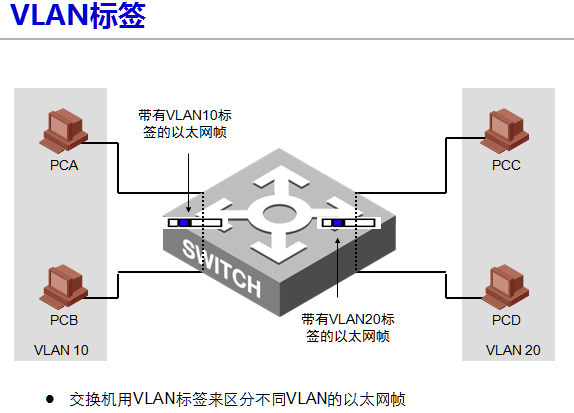 VLAN标签
带有VLAN10标
签的以太网帧
PCA
PCC
SWITCH
PCB
带有VLAN20标
签的以太网帧
PCD
VLAN 10
VLAN 20
● 交换机用VLAN标签来区分不同VLAN的以太网帧